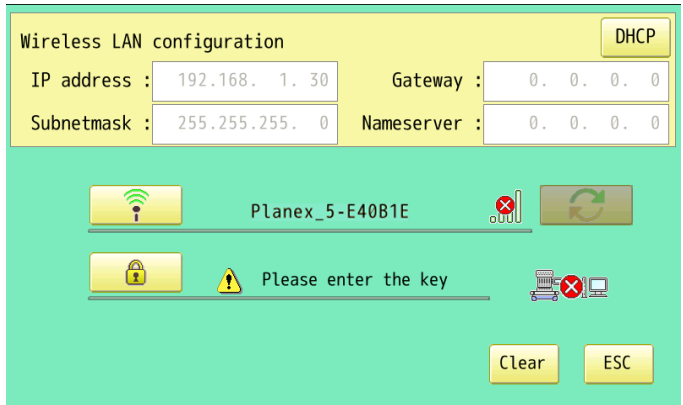 Wireless LAN configuration DHCP
IP address : 192.168. 1. 30 Gateway : 0. 0. 0. 0
Subnetmask : 255.255.255. 0 Nameserver : 0. 0. 0. 0
Planex_5-E40B1E
Please enter the key
Clear ESC